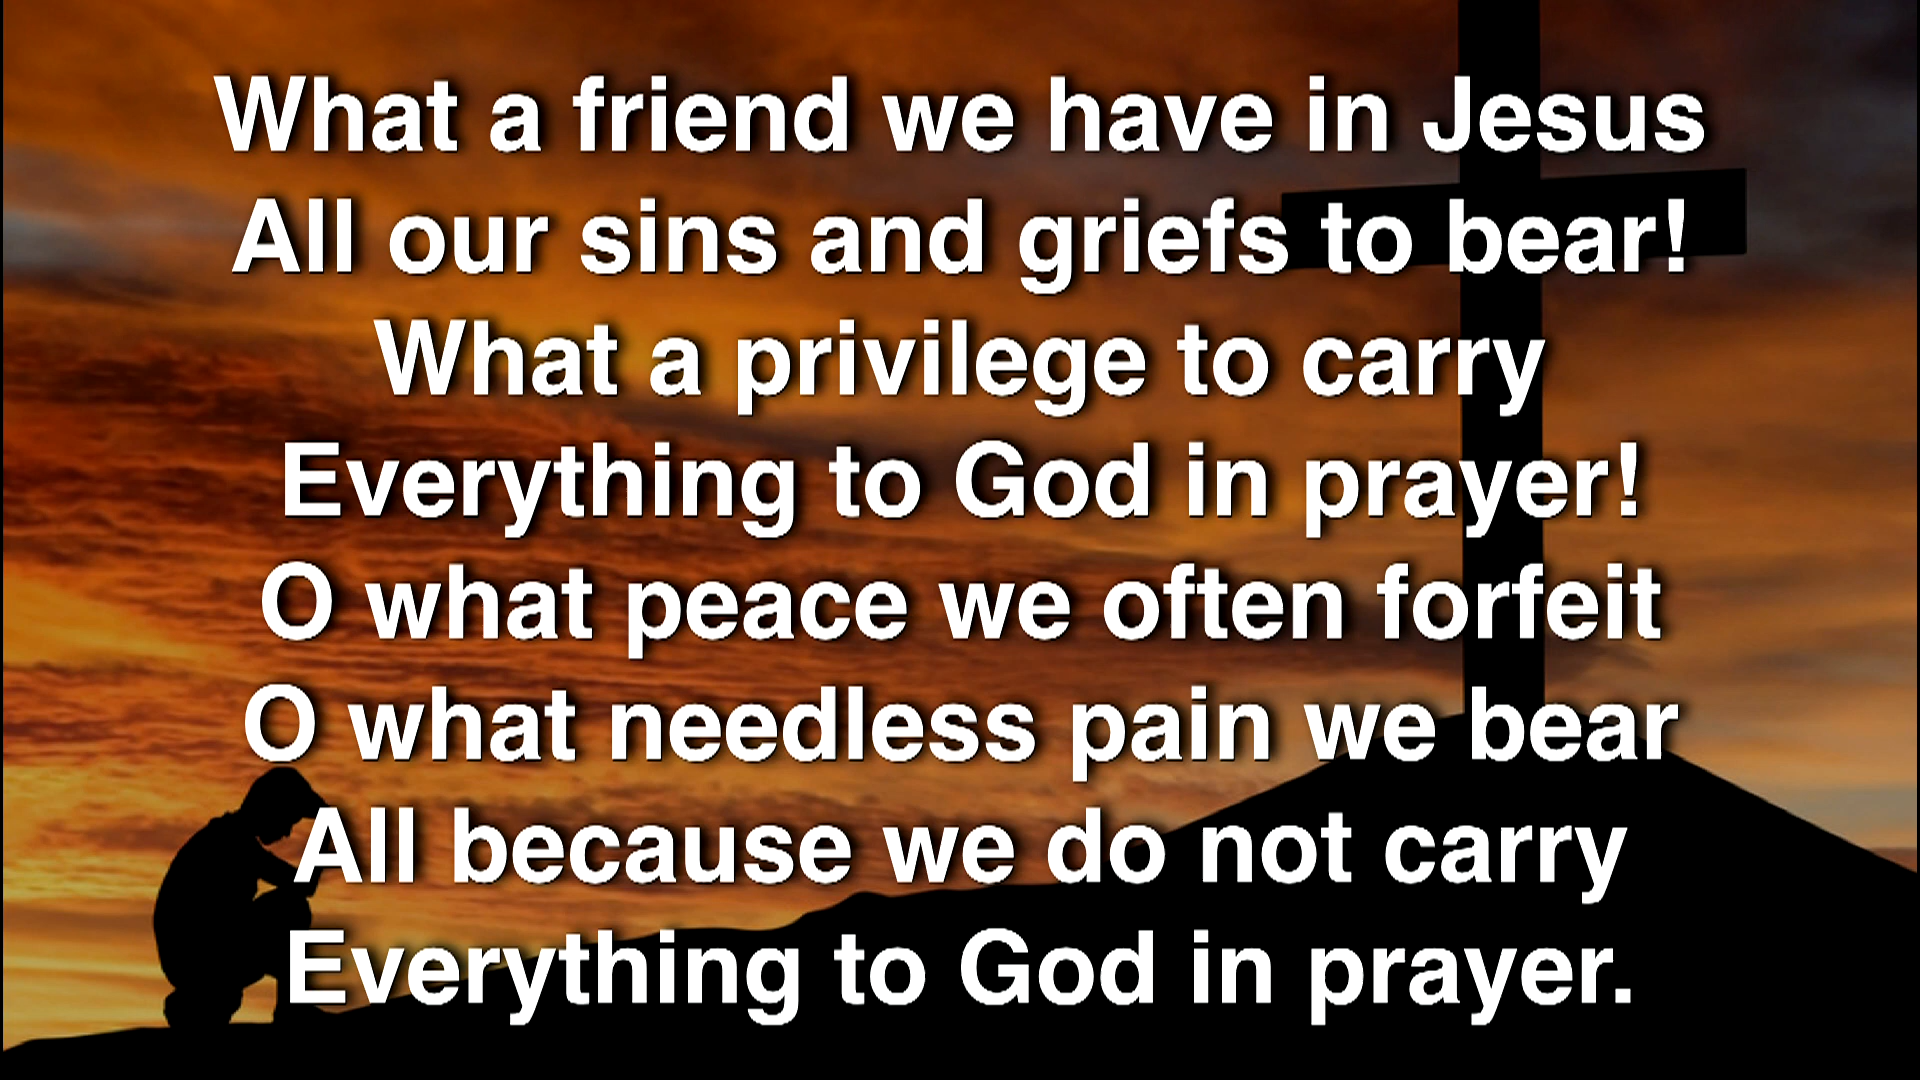 What a friend we have in Jesus
All our sins and griefs to bear!
What a privilege to carry
Everything to God in prayer!
O what peace we often forfeit
O what needless pain we bear
All because we do not carry
Everything to God in prayer.